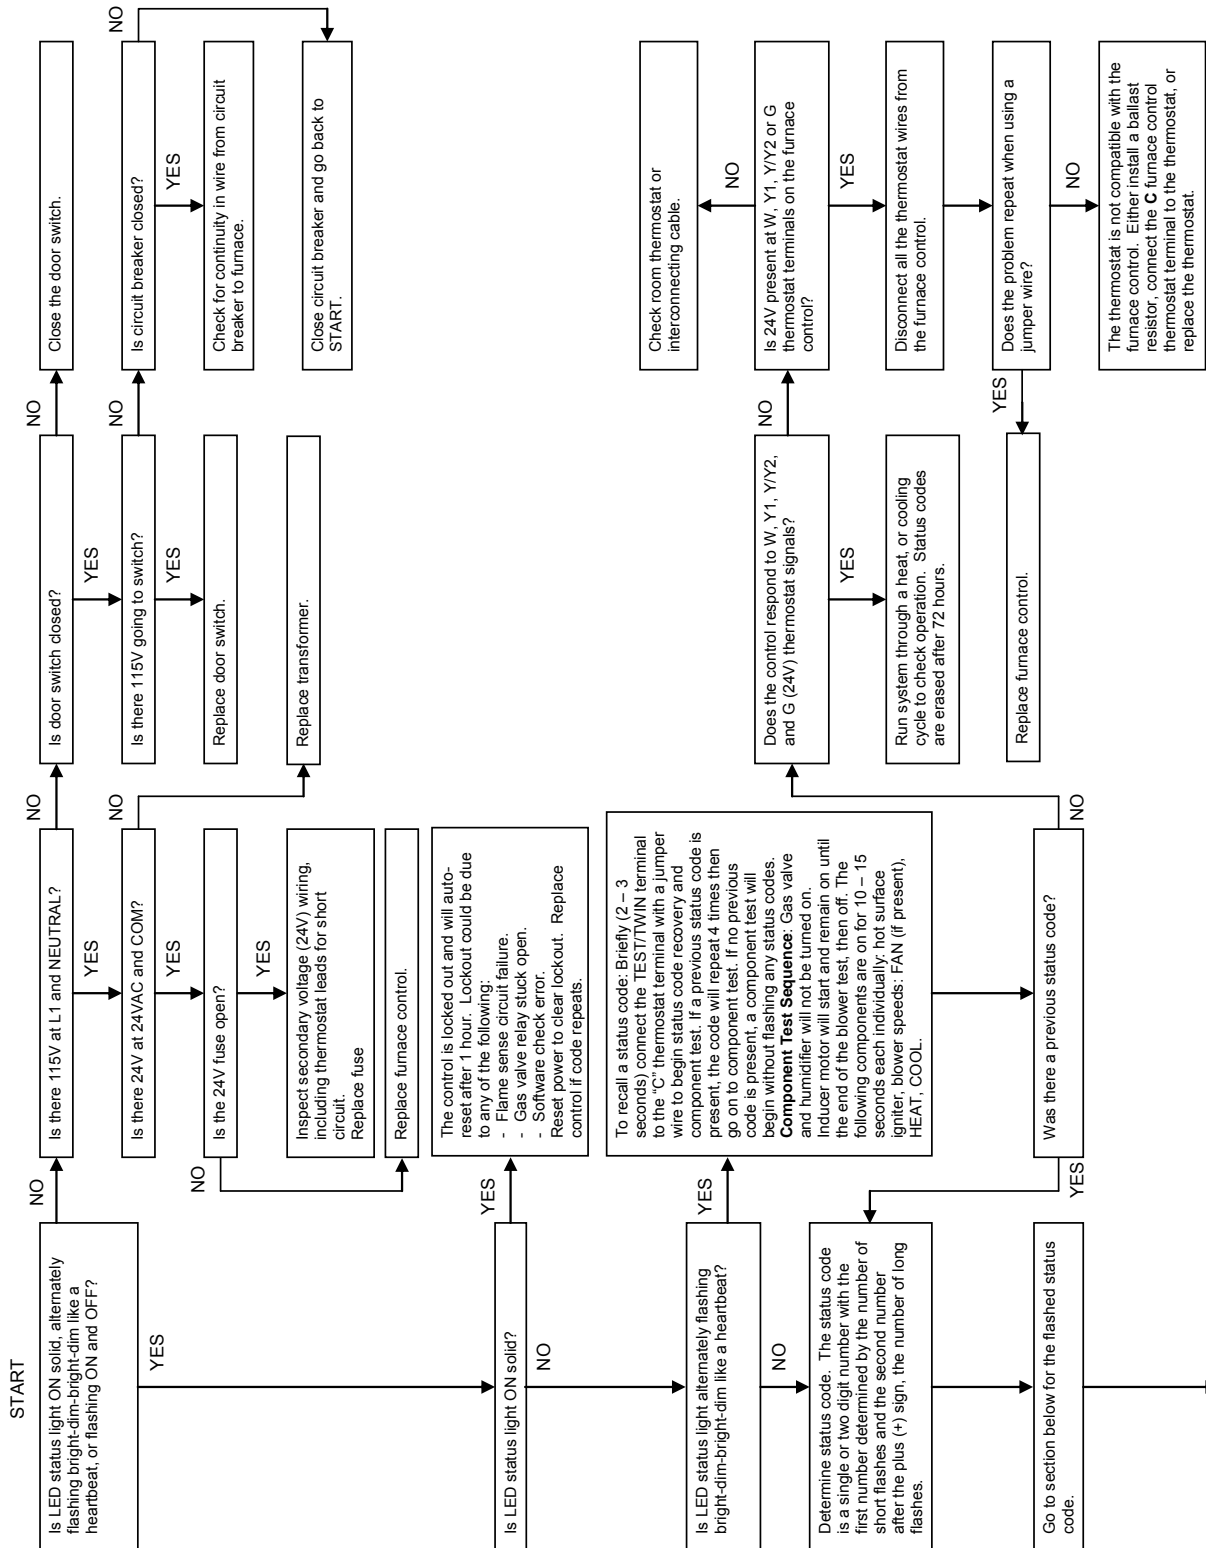 START
Is LED status light ON solid, alternately
flashing bright-dim-bright-dim like a
heartbeat, or flashing ON and OFF?
NO
YES
Is there 115V at L1 and NEUTRAL?
NO
YES
Is door switch closed?
NO
YES
Close the door switch.
Is there 24V at 24VAC and COM?
NO
YES
Is there 115V going to switch?
NO
YES
Is circuit breaker closed?
NO
YES
Is the 24V fuse open?
NO
YES
Replace door switch.
Check for continuity in wire from circuit
breaker to furnace.
Inspect secondary voltage (24V) wiring,
including thermostat leads for short
circuit.
Replace fuse
Replace transformer.
Close circuit breaker and go back to
START.
Replace furnace control.
Is LED status light ON solid?
YES
NO
The control is locked out and will auto-
reset after 1 hour. Lockout could be due
to any of the following:
- Flame sense circuit failure.
- Gas valve relay stuck open.
- Software check error.
Reset power to clear lockout. Replace
control if code repeats.
Is LED status light alternately flashing
bright-dim-bright-dim like a heartbeat?
YES
NO
To recall a status code: Briefly (2 – 3
seconds) connect the TEST/TWIN terminal
to the “C” thermostat terminal with a jumper
wire to begin status code recovery and
component test. If a previous status code is
present, the code will repeat 4 times then
go on to component test. If no previous
code is present, a component test will
begin without flashing any status codes.
Component Test Sequence: Gas valve
and humidifier will not be turned on.
Inducer motor will start and remain on until
the end of the blower test, then off. The
following components are on for 10 – 15
seconds each individually: hot surface
igniter, blower speeds: FAN (if present),
HEAT, COOL.
Determine status code. The status code
is a single or two digit number with the
first number determined by the number of
short flashes and the second number
after the plus (+) sign, the number of long
flashes.
Was there a previous status code?
YES
NO
Go to section below for the flashed status
code.
Does the control respond to W, Y1, Y/Y2,
and G (24V) thermostat signals?
NO
YES
Run system through a heat, or cooling
cycle to check operation. Status codes
are erased after 72 hours.
Check room thermostat or
interconnecting cable.
NO
Is 24V present at W, Y1, Y/Y2 or G
thermostat terminals on the furnace
control?
YES
Disconnect all the thermostat wires from
the furnace control.
Does the problem repeat when using a
jumper wire?
YES
NO
Replace furnace control.
The thermostat is not compatible with the
furnace control. Either install a ballast
resistor, connect the C furnace control
thermostat terminal to the thermostat, or
replace the thermostat.